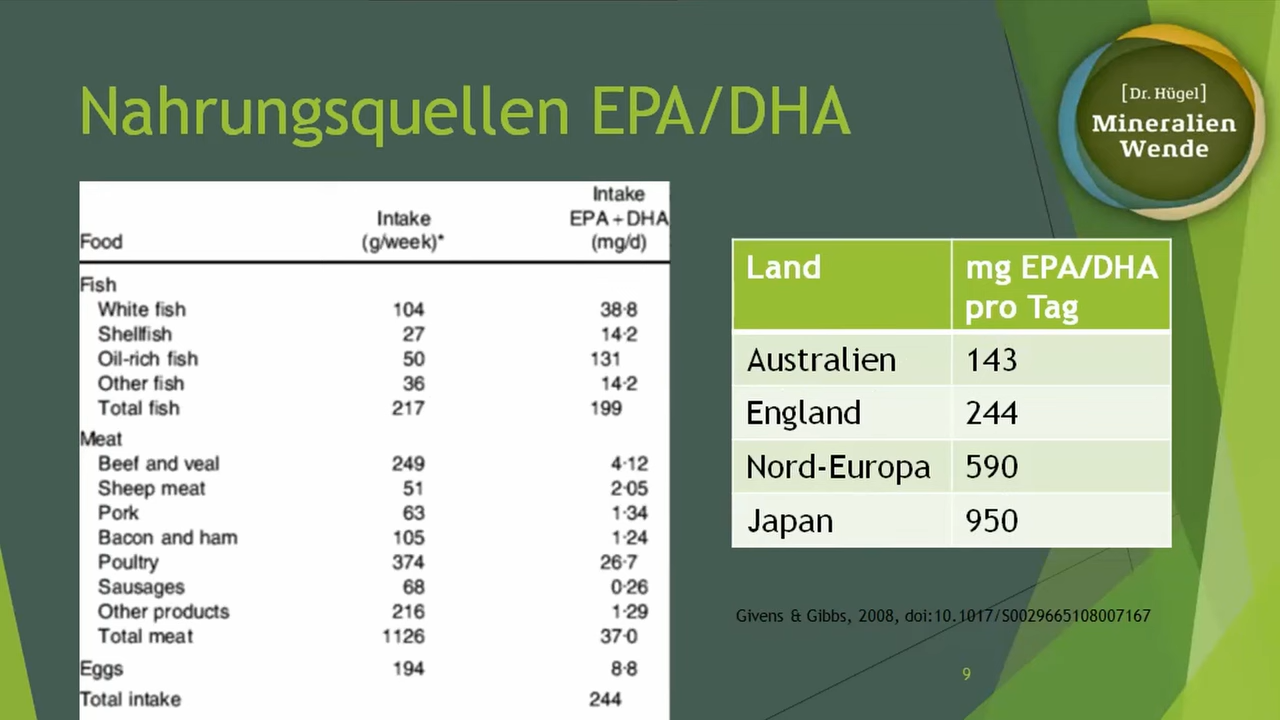 Nahrungsquellen EPA/DHA
[Dr. Hügel]
Mineralien
Wende
Intake
Intake EPA + DHA
Food (g/week)* (mg/d)
Fish
White fish 104 38·8
Shellfish 27 14·2
Oil-rich fish 50 131
Other fish 36 14·2
Total fish 217 199
Meat
Beef and veal 249 4·12
Sheep meat 51 2·05
Pork 63 1·34
Bacon and ham 105 1·24
Poultry 374 26·7
Sausages 68 0·26
Other products 216 1·29
Total meat 1126 37·0
Eggs 194 8·8
Total intake 244
Land mg EPA/DHA
pro Tag
Australien 143
England 244
Nord-Europa 590
Japan 950
Givens & Gibbs, 2008, doi:10.1017/S0029665108007167
9